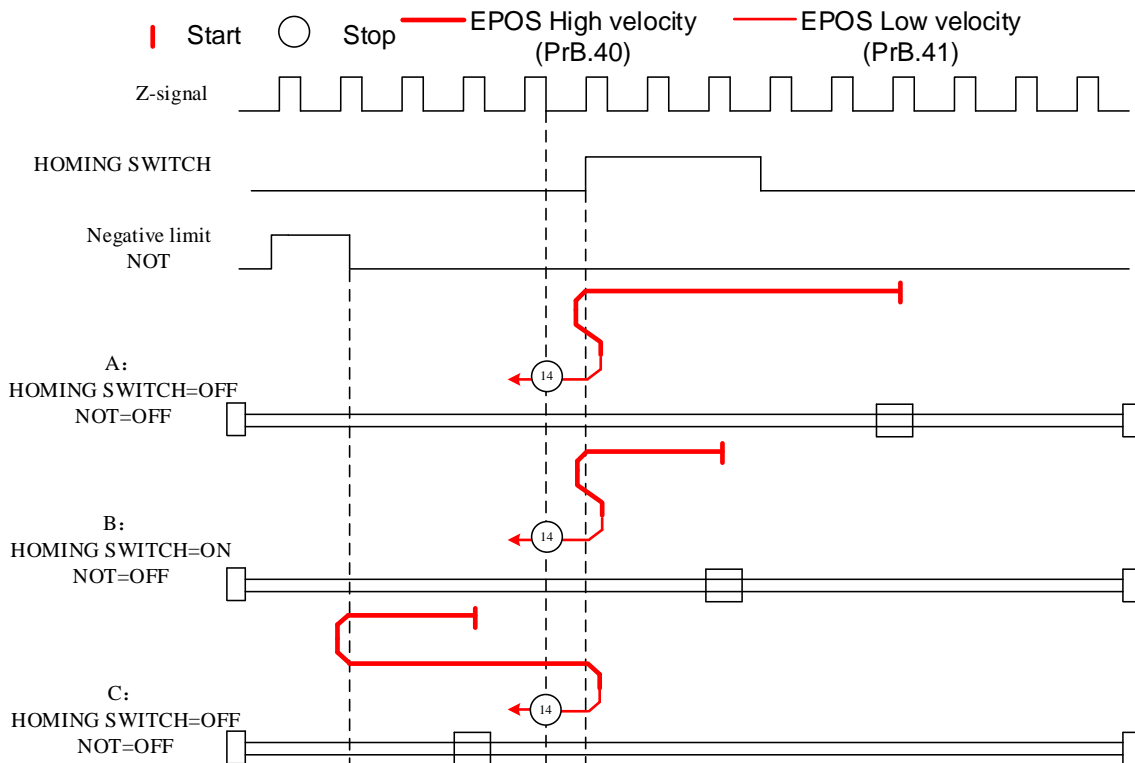 Start Stop EPOS High velocity EPOS Low velocity
(PrB.40) (PrB.41)
Z-signal
HOMING SWITCH
Negative limit
NOT
A：
HOMING SWITCH=OFF
NOT=OFF
14
B：
HOMING SWITCH=ON
NOT=OFF
14
C：
HOMING SWITCH=OFF
NOT=OFF
14